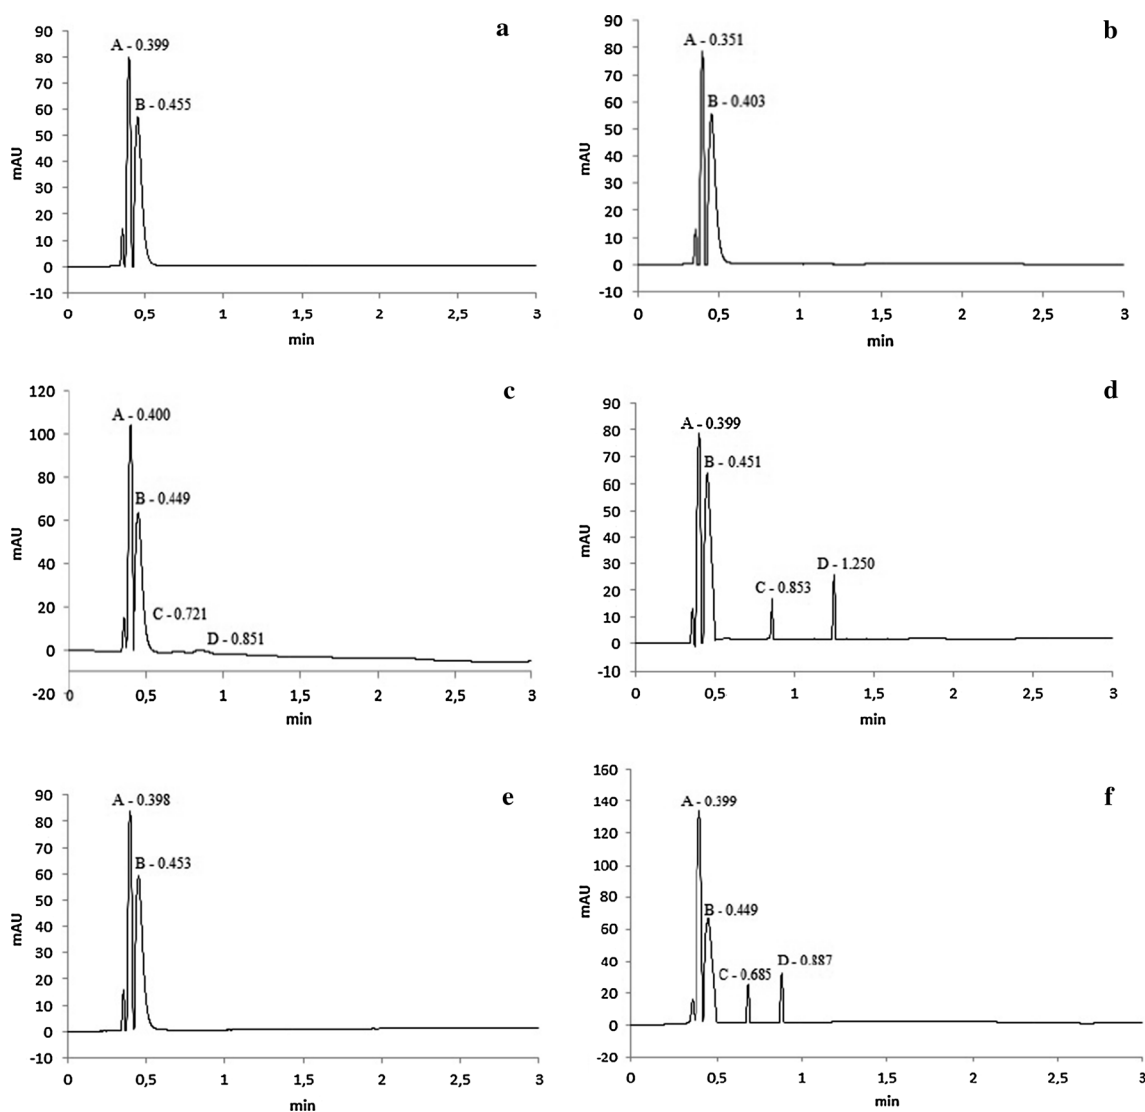 a
90
80
70
60
50
40
30
20
10
0
-10
mAU
A - 0.399
B - 0.455
0 0,5 1 1,5 2 2,5 3
min
b
90
80
70
60
50
40
30
20
10
0
-10
mAU
A - 0.351
B - 0.403
0 0,5 1 1,5 2 2,5 3
min
c
120
100
80
60
40
20
0
-20
mAU
A - 0.400
B - 0.449
C - 0.721
D - 0.851
0 0,5 1 1,5 2 2,5 3
min
d
90
80
70
60
50
40
30
20
10
0
-10
mAU
A - 0.399
B - 0.451
C - 0.853
D - 1.250
0 0,5 1 1,5 2 2,5 3
min
e
90
80
70
60
50
40
30
20
10
0
-10
mAU
A - 0.398
B - 0.453
0 0,5 1 1,5 2 2,5 3
min
f
160
140
120
100
80
60
40
20
0
-20
mAU
A - 0.399
B - 0.449
C - 0.685
D - 0.887
0 0,5 1 1,5 2 2,5 3
min